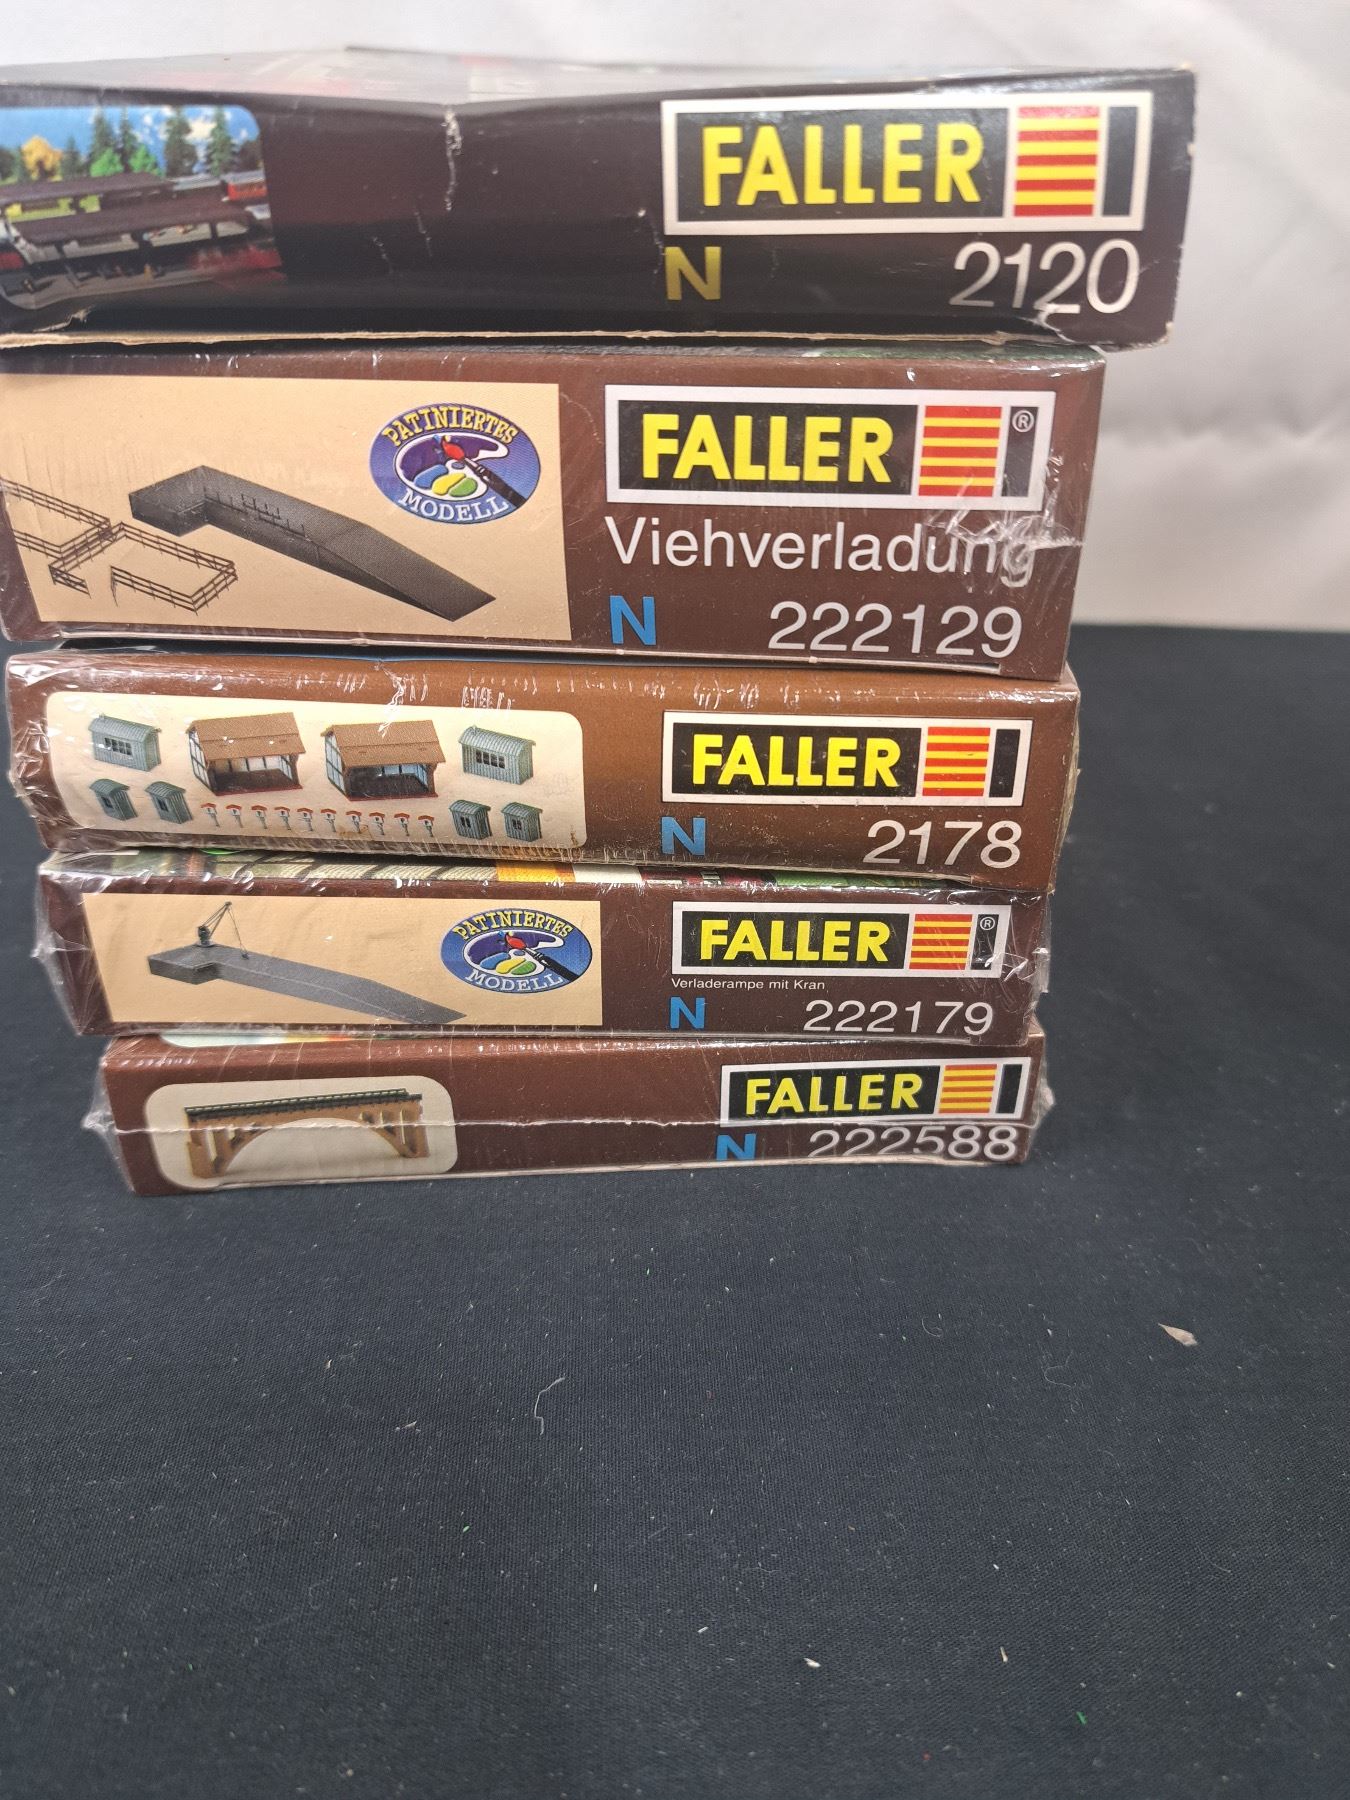 FALLER
N 2120
PATINIERTES
MODELL
FALLER ®
Viehverladung
N 222129
FALLER
N 2178
PATINIERTES
MODELL
FALLER ®
Verladerampe mit Kran
N 222179
FALLER
N 222588